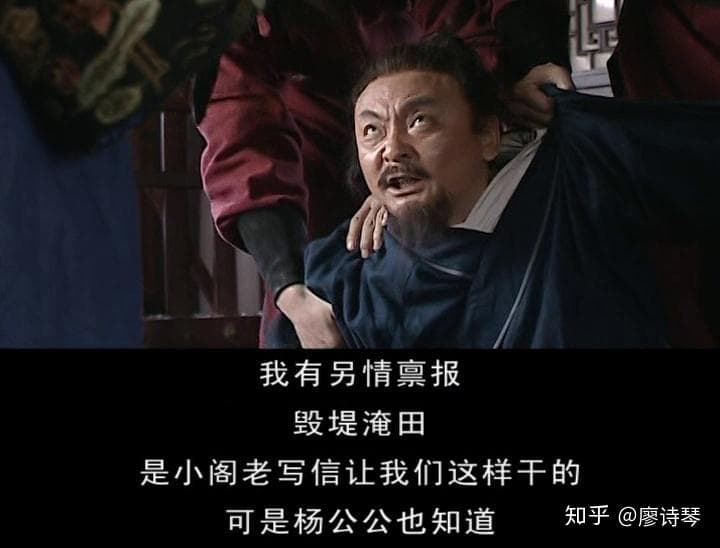 我有另情禀报
毁堤淹田
是小阁老写信让我们这样干的
可是杨公公也知道
知乎 @廖诗琴